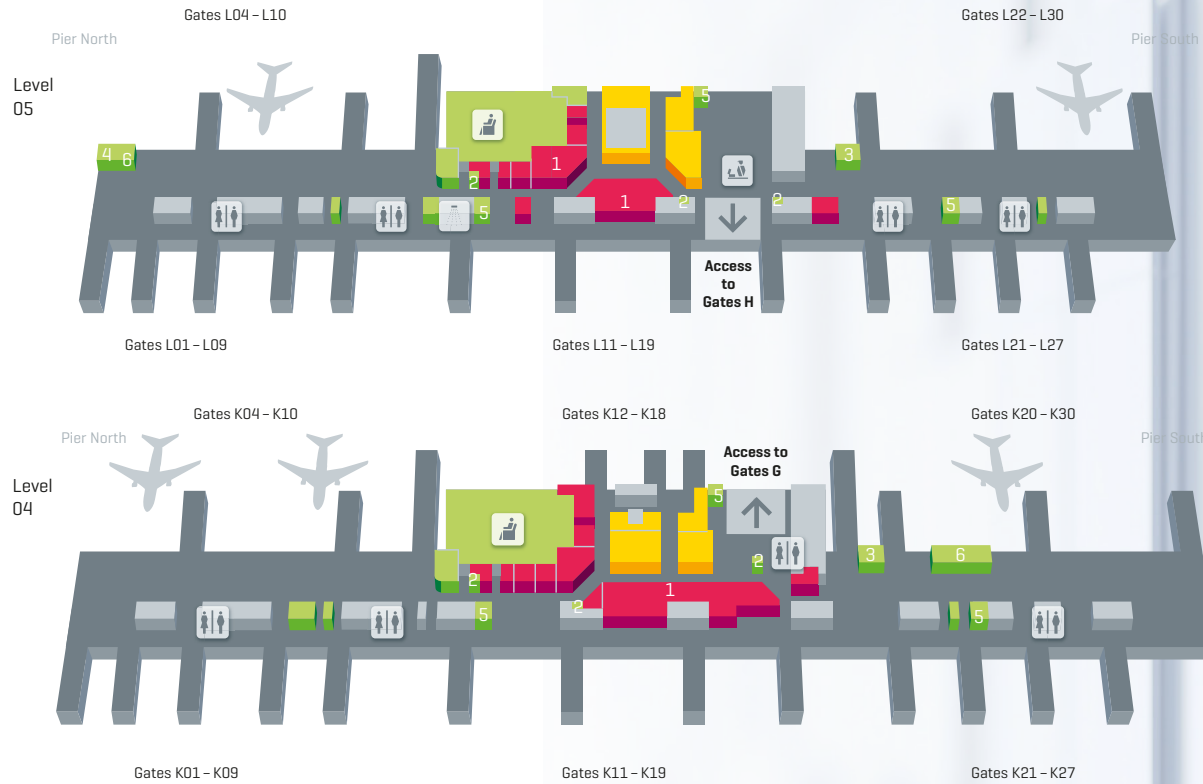 Gates L04 – L10
Gates L22 – L30
Pier North
Pier South
Level
05
5
4 6
1
3
2
1
2
2
5
5
Access
to
Gates H
Gates L01 – L09
Gates L11 – L19
Gates L21 – L27
Gates K04 – K10
Gates K12 – K18
Gates K20 – K30
Pier North
Pier South
Access to
Gates G
Level
04
5
3
6
2
2
1
2
5
5
Gates K01 – K09
Gates K11 – K19
Gates K21 – K27